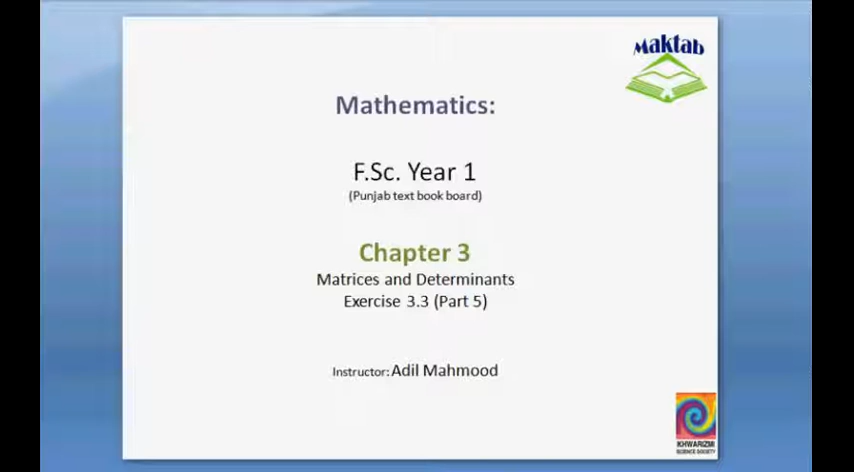 Maktab
Mathematics:
F.Sc. Year 1
(Punjab text book board)
Chapter 3
Matrices and Determinants
Exercise 3.3 (Part 5)
Instructor: Adil Mahmood
KHWARIZMI
SCIENCE SOCIETY